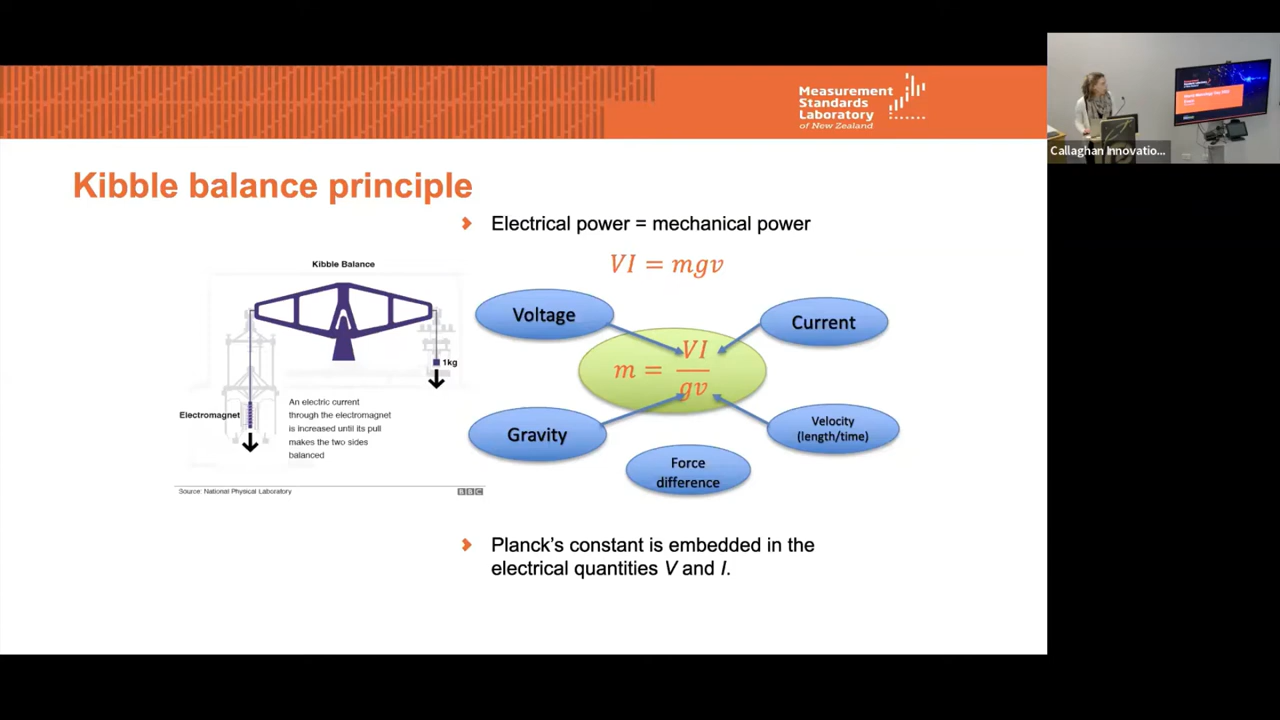 Measurement
Standards
Laboratory
of New Zealand
Callaghan Innovatio...
Kibble balance principle
Electrical power = mechanical power
VI = mgv
Kibble Balance
1kg
Electromagnet
An electric current
through the electromagnet
is increased until its pull
makes the two sides
balanced
Source: National Physical Laboratory
BBC
Voltage
Current
m = VI / gv
Gravity
Velocity
(length/time)
Force
difference
Planck's constant is embedded in the
electrical quantities V and I.